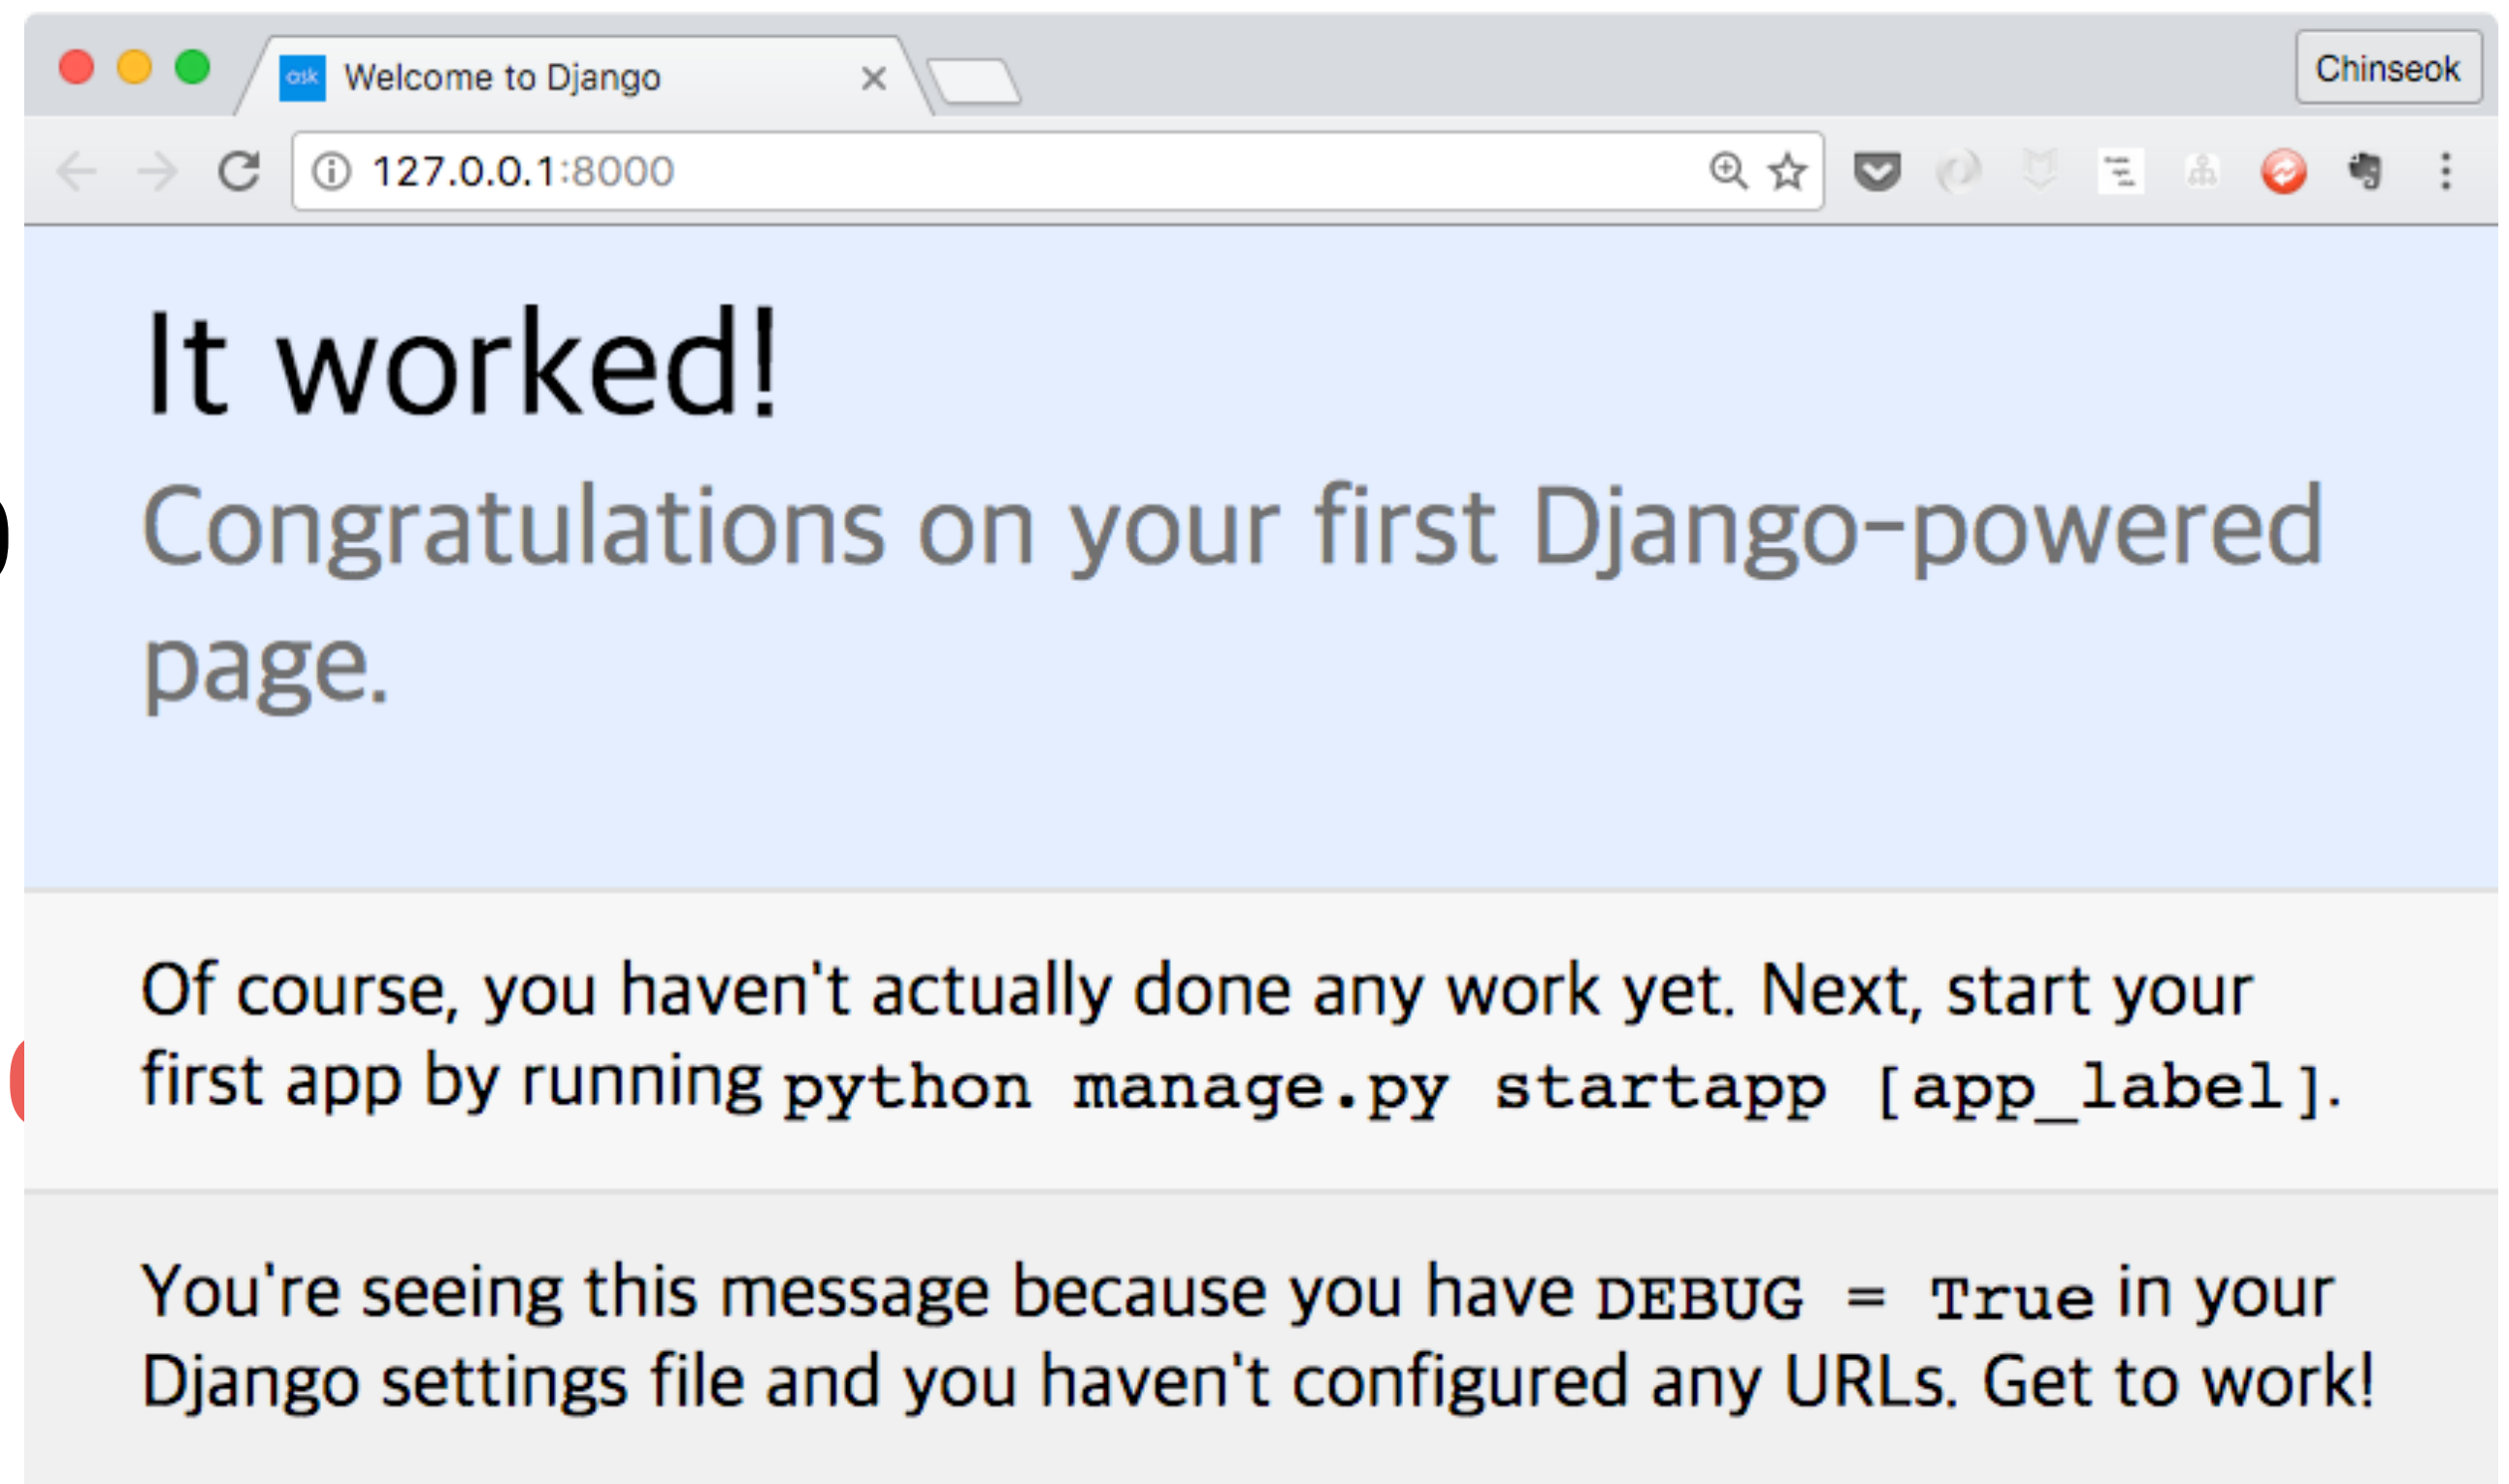 ask Welcome to Django
Chinseok
127.0.0.1:8000
It worked!
Congratulations on your first Django-powered
page.
Of course, you haven't actually done any work yet. Next, start your
first app by running python manage.py startapp [app_label].
You're seeing this message because you have DEBUG = True in your
Django settings file and you haven't configured any URLs. Get to work!